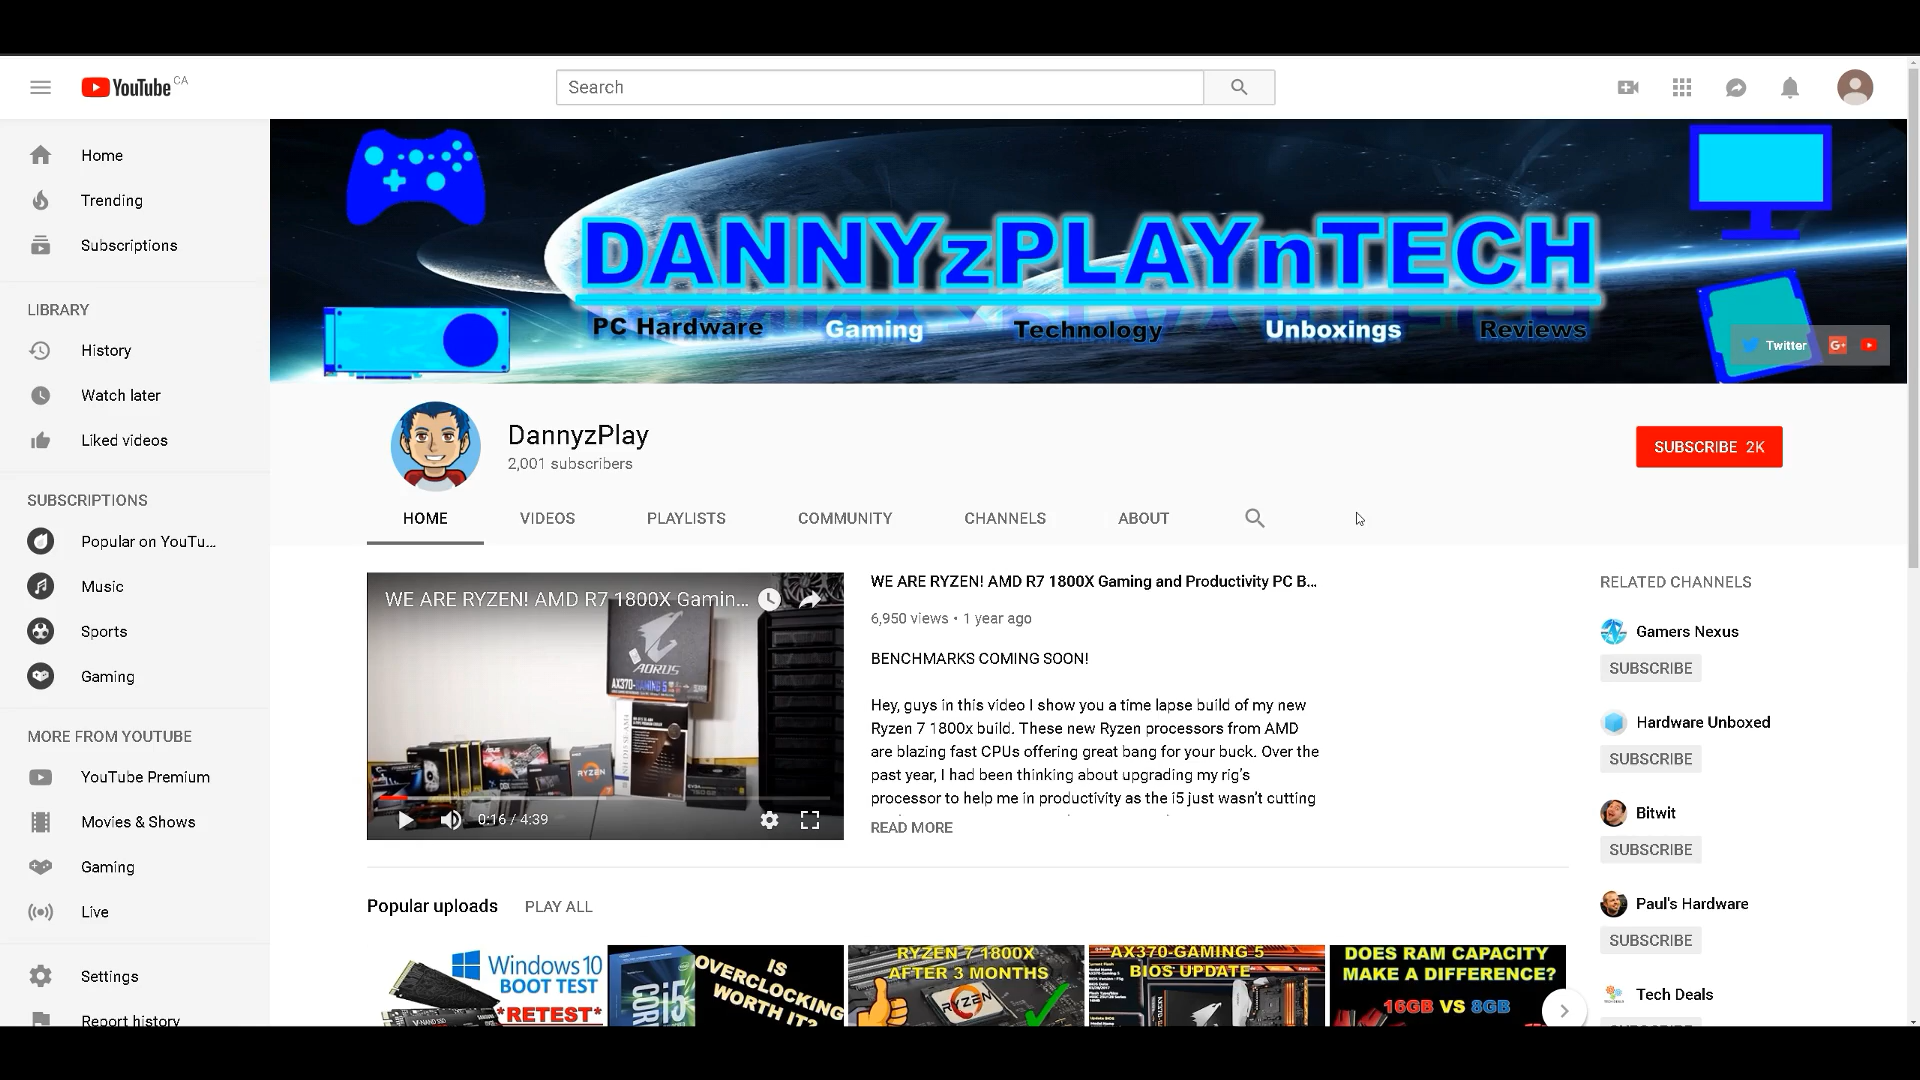 YouTube CA
Search
Home
Trending
Subscriptions
LIBRARY
History
Watch later
Liked videos
SUBSCRIPTIONS
Popular on YouTu...
Music
Sports
Gaming
MORE FROM YOUTUBE
YouTube Premium
Movies & Shows
Gaming
Live
Settings
Report history
DANNYzPLAYnTECH
PC Hardware Gaming Technology Unboxings Reviews
Twitter G+
DannyzPlay
2,001 subscribers
SUBSCRIBE 2K
HOME VIDEOS PLAYLISTS COMMUNITY CHANNELS ABOUT
WE ARE RYZEN! AMD R7 1800X Gamin...
AORUS
AX370-GAMING 5
RYZEN
0:16 / 4:39
WE ARE RYZEN! AMD R7 1800X Gaming and Productivity PC B...
6,950 views • 1 year ago
BENCHMARKS COMING SOON!
Hey, guys in this video I show you a time lapse build of my new
Ryzen 7 1800x build. These new Ryzen processors from AMD
are blazing fast CPUs offering great bang for your buck. Over the
past year, I had been thinking about upgrading my rig's
processor to help me in productivity as the i5 just wasn't cutting
READ MORE
Popular uploads PLAY ALL
Windows 10
BOOT TEST
*RETEST*
CORE i5
IS
OVERCLOCKING
WORTH IT?
RYZEN 7 1800X
AFTER 3 MONTHS
RYZEN
AX370-GAMING 5
BIOS UPDATE
DOES RAM CAPACITY
MAKE A DIFFERENCE?
16GB VS 8GB
RELATED CHANNELS
Gamers Nexus
SUBSCRIBE
Hardware Unboxed
SUBSCRIBE
Bitwit
SUBSCRIBE
Paul's Hardware
SUBSCRIBE
Tech Deals